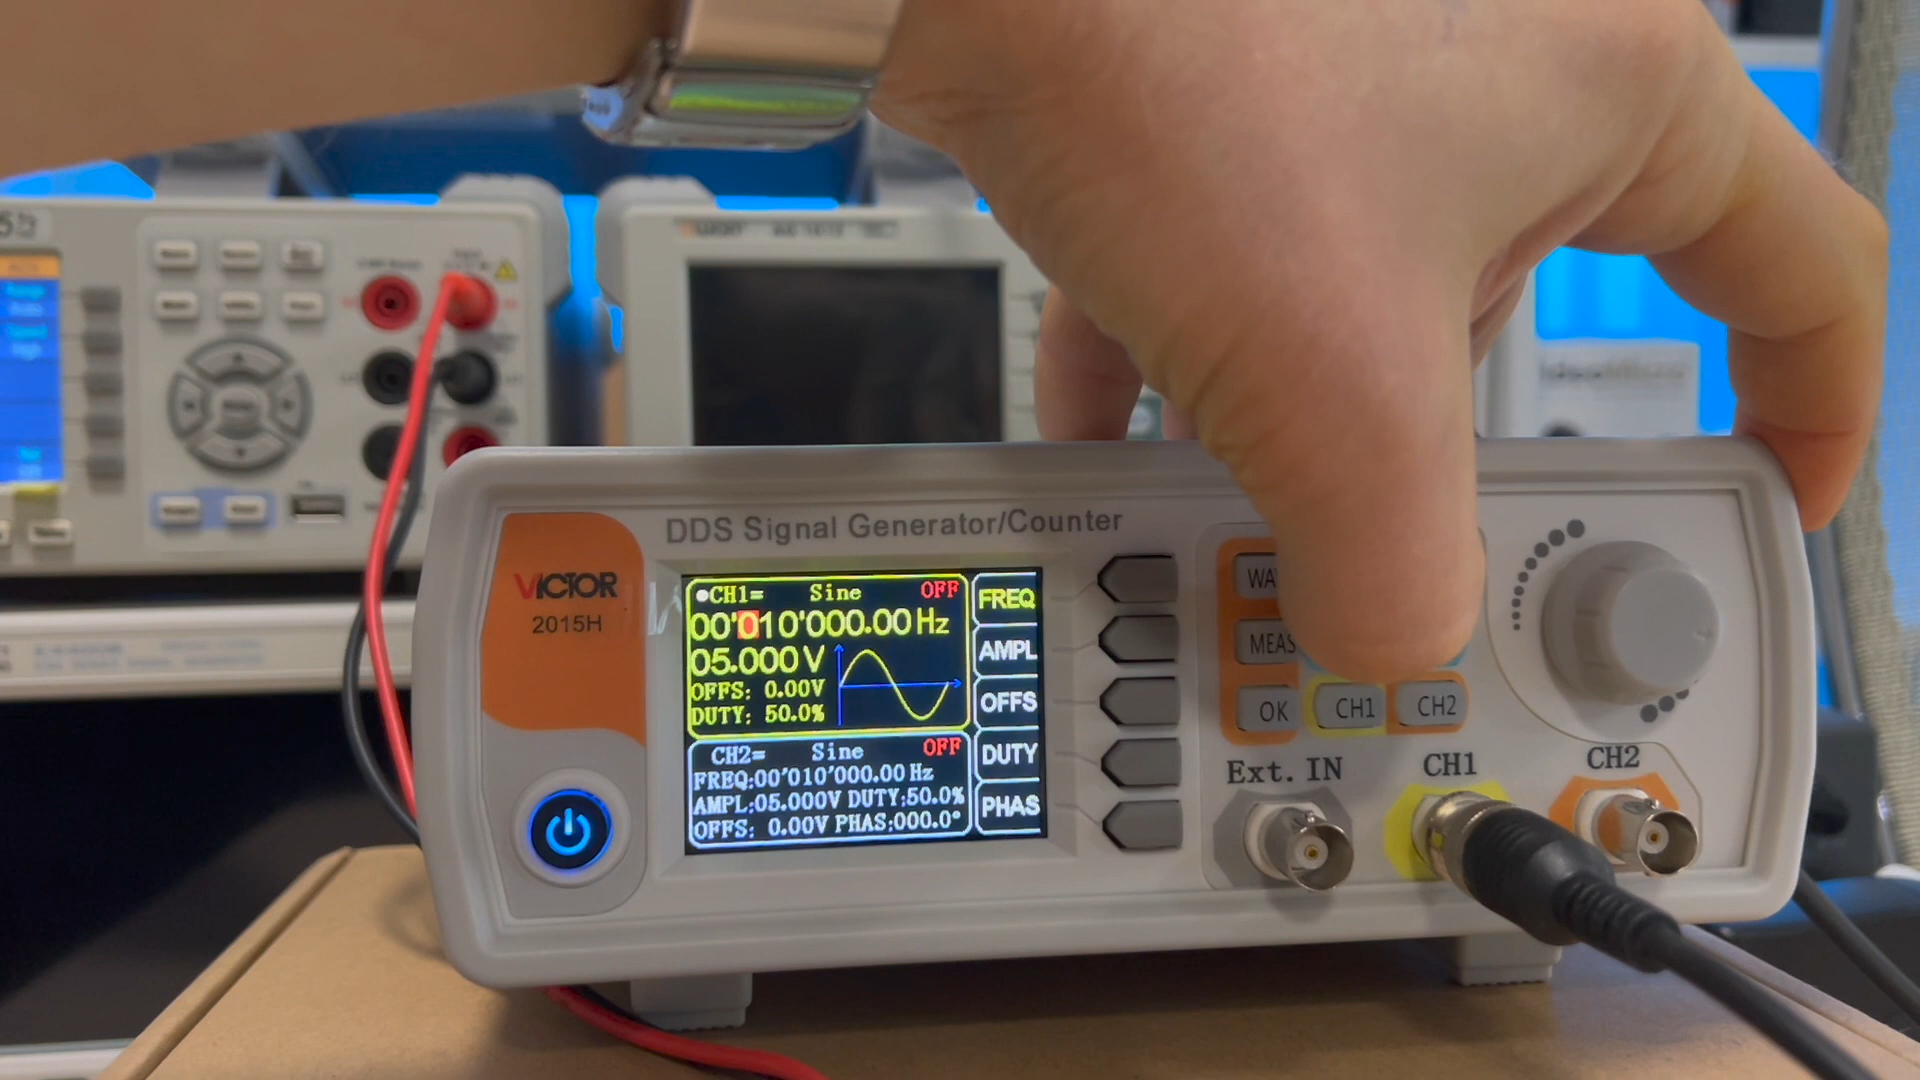 DDS Signal Generator/Counter
VICTOR
2015H
CH1= Sine OFF
00'010'000.00 Hz
05.000 V
OFFS: 0.00V
DUTY: 50.0%
CH2= Sine OFF
FREQ:00'010'000.00 Hz
AMPL:05.000V DUTY:50.0%
OFFS: 0.00V PHAS:000.0°
FREQ
AMPL
OFFS
DUTY
PHAS
OK
CH1
CH2
Ext. IN
CH1
CH2